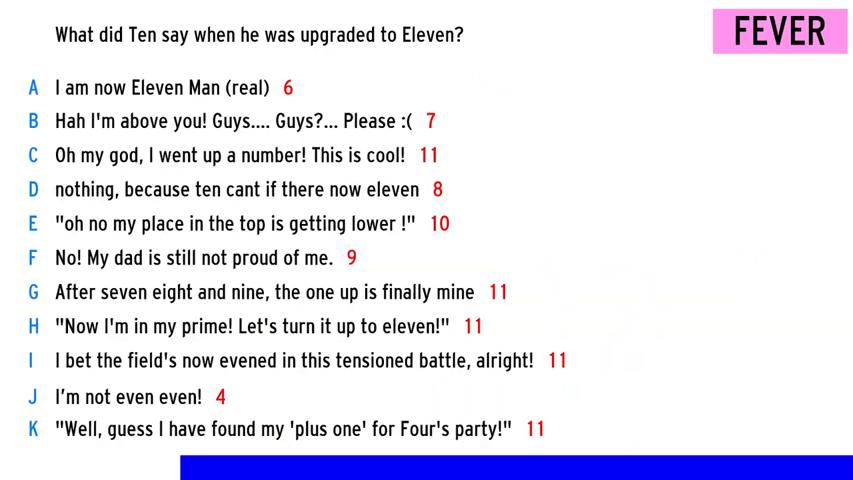 What did Ten say when he was upgraded to Eleven?
FEVER
A I am now Eleven Man (real) 6
B Hah I'm above you! Guys.... Guys?... Please :( 7
C Oh my god, I went up a number! This is cool! 11
D nothing, because ten cant if there now eleven 8
E "oh no my place in the top is getting lower !" 10
F No! My dad is still not proud of me. 9
G After seven eight and nine, the one up is finally mine 11
H "Now I'm in my prime! Let's turn it up to eleven!" 11
I I bet the field's now evened in this tensioned battle, alright! 11
J I'm not even even! 4
K "Well, guess I have found my 'plus one' for Four's party!" 11